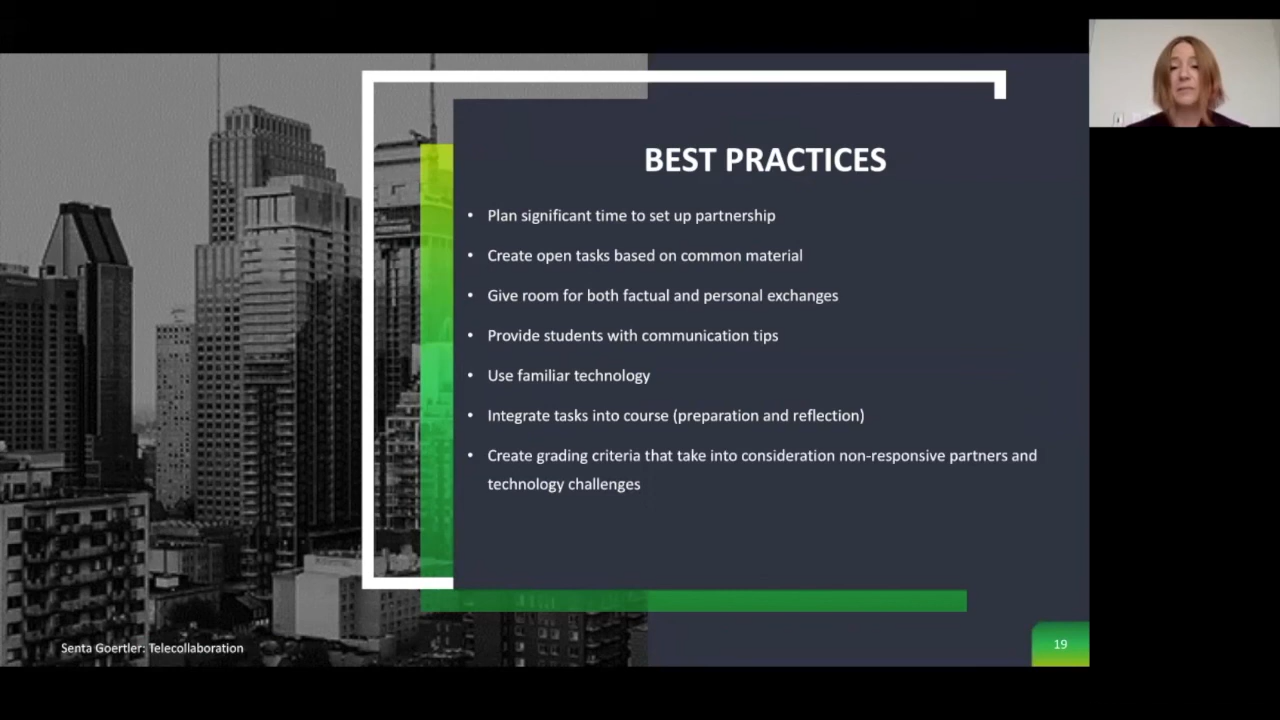 BEST PRACTICES
• Plan significant time to set up partnership
• Create open tasks based on common material
• Give room for both factual and personal exchanges
• Provide students with communication tips
• Use familiar technology
• Integrate tasks into course (preparation and reflection)
• Create grading criteria that take into consideration non-responsive partners and
technology challenges
Senta Goertler: Telecollaboration
19